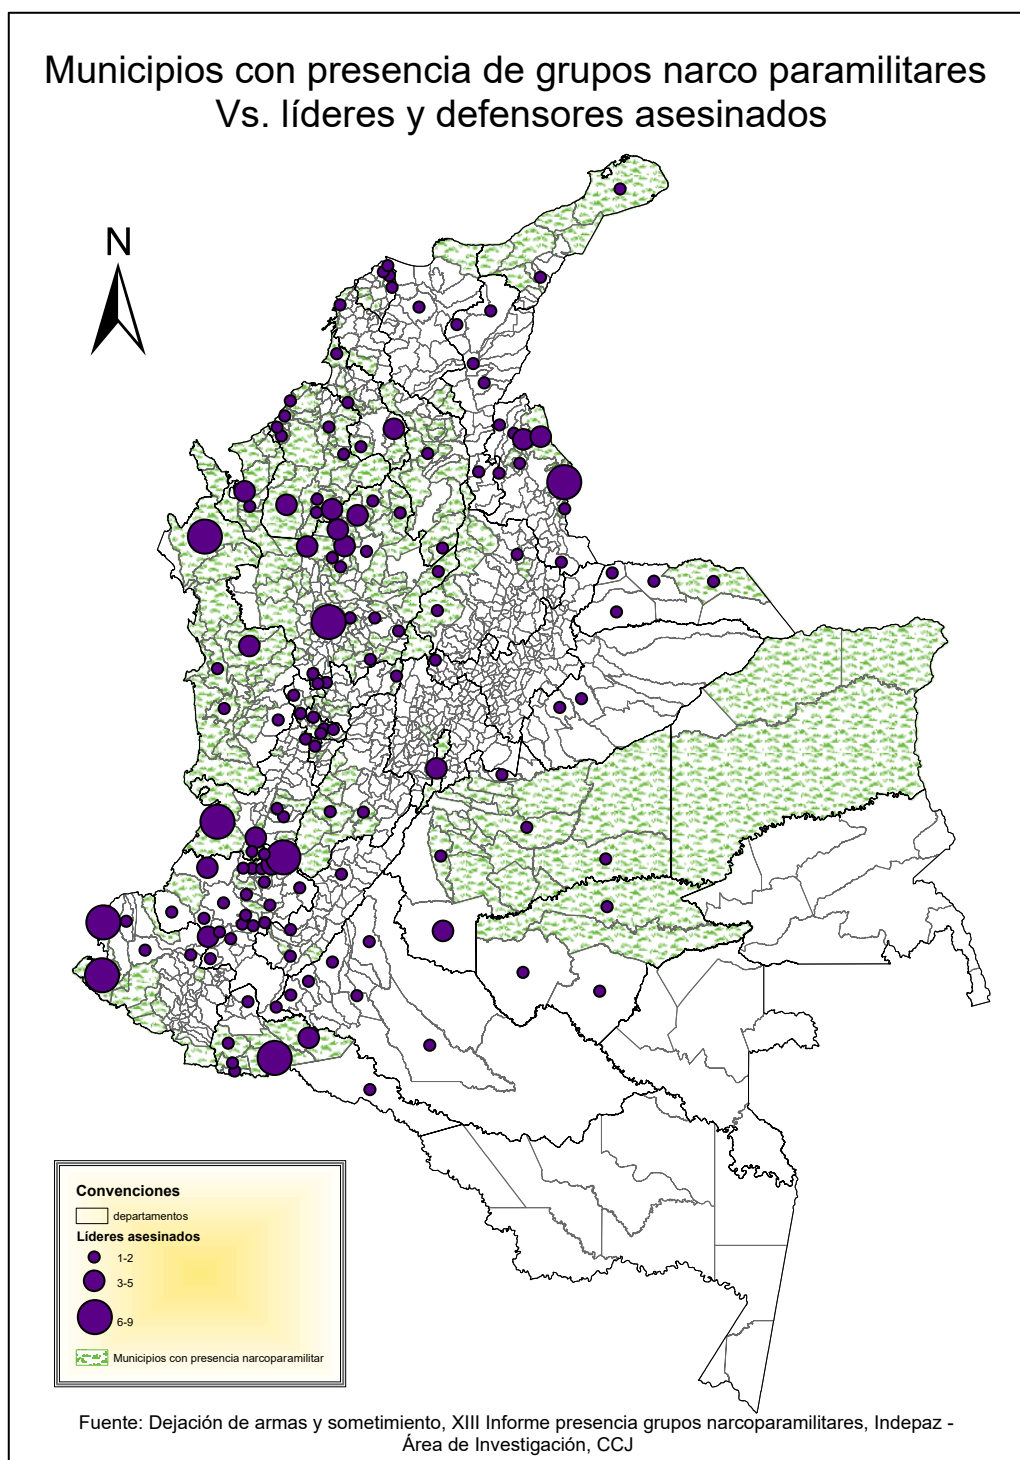 Municipios con presencia de grupos narco paramilitares
Vs. líderes y defensores asesinados
N
Convenciones
departamentos
Líderes asesinados
1-2
3-5
6-9
Municipios con presencia narcoparamilitar
Fuente: Dejación de armas y sometimiento, XIII Informe presencia grupos narcoparamilitares, Indepaz -
Área de Investigación, CCJ